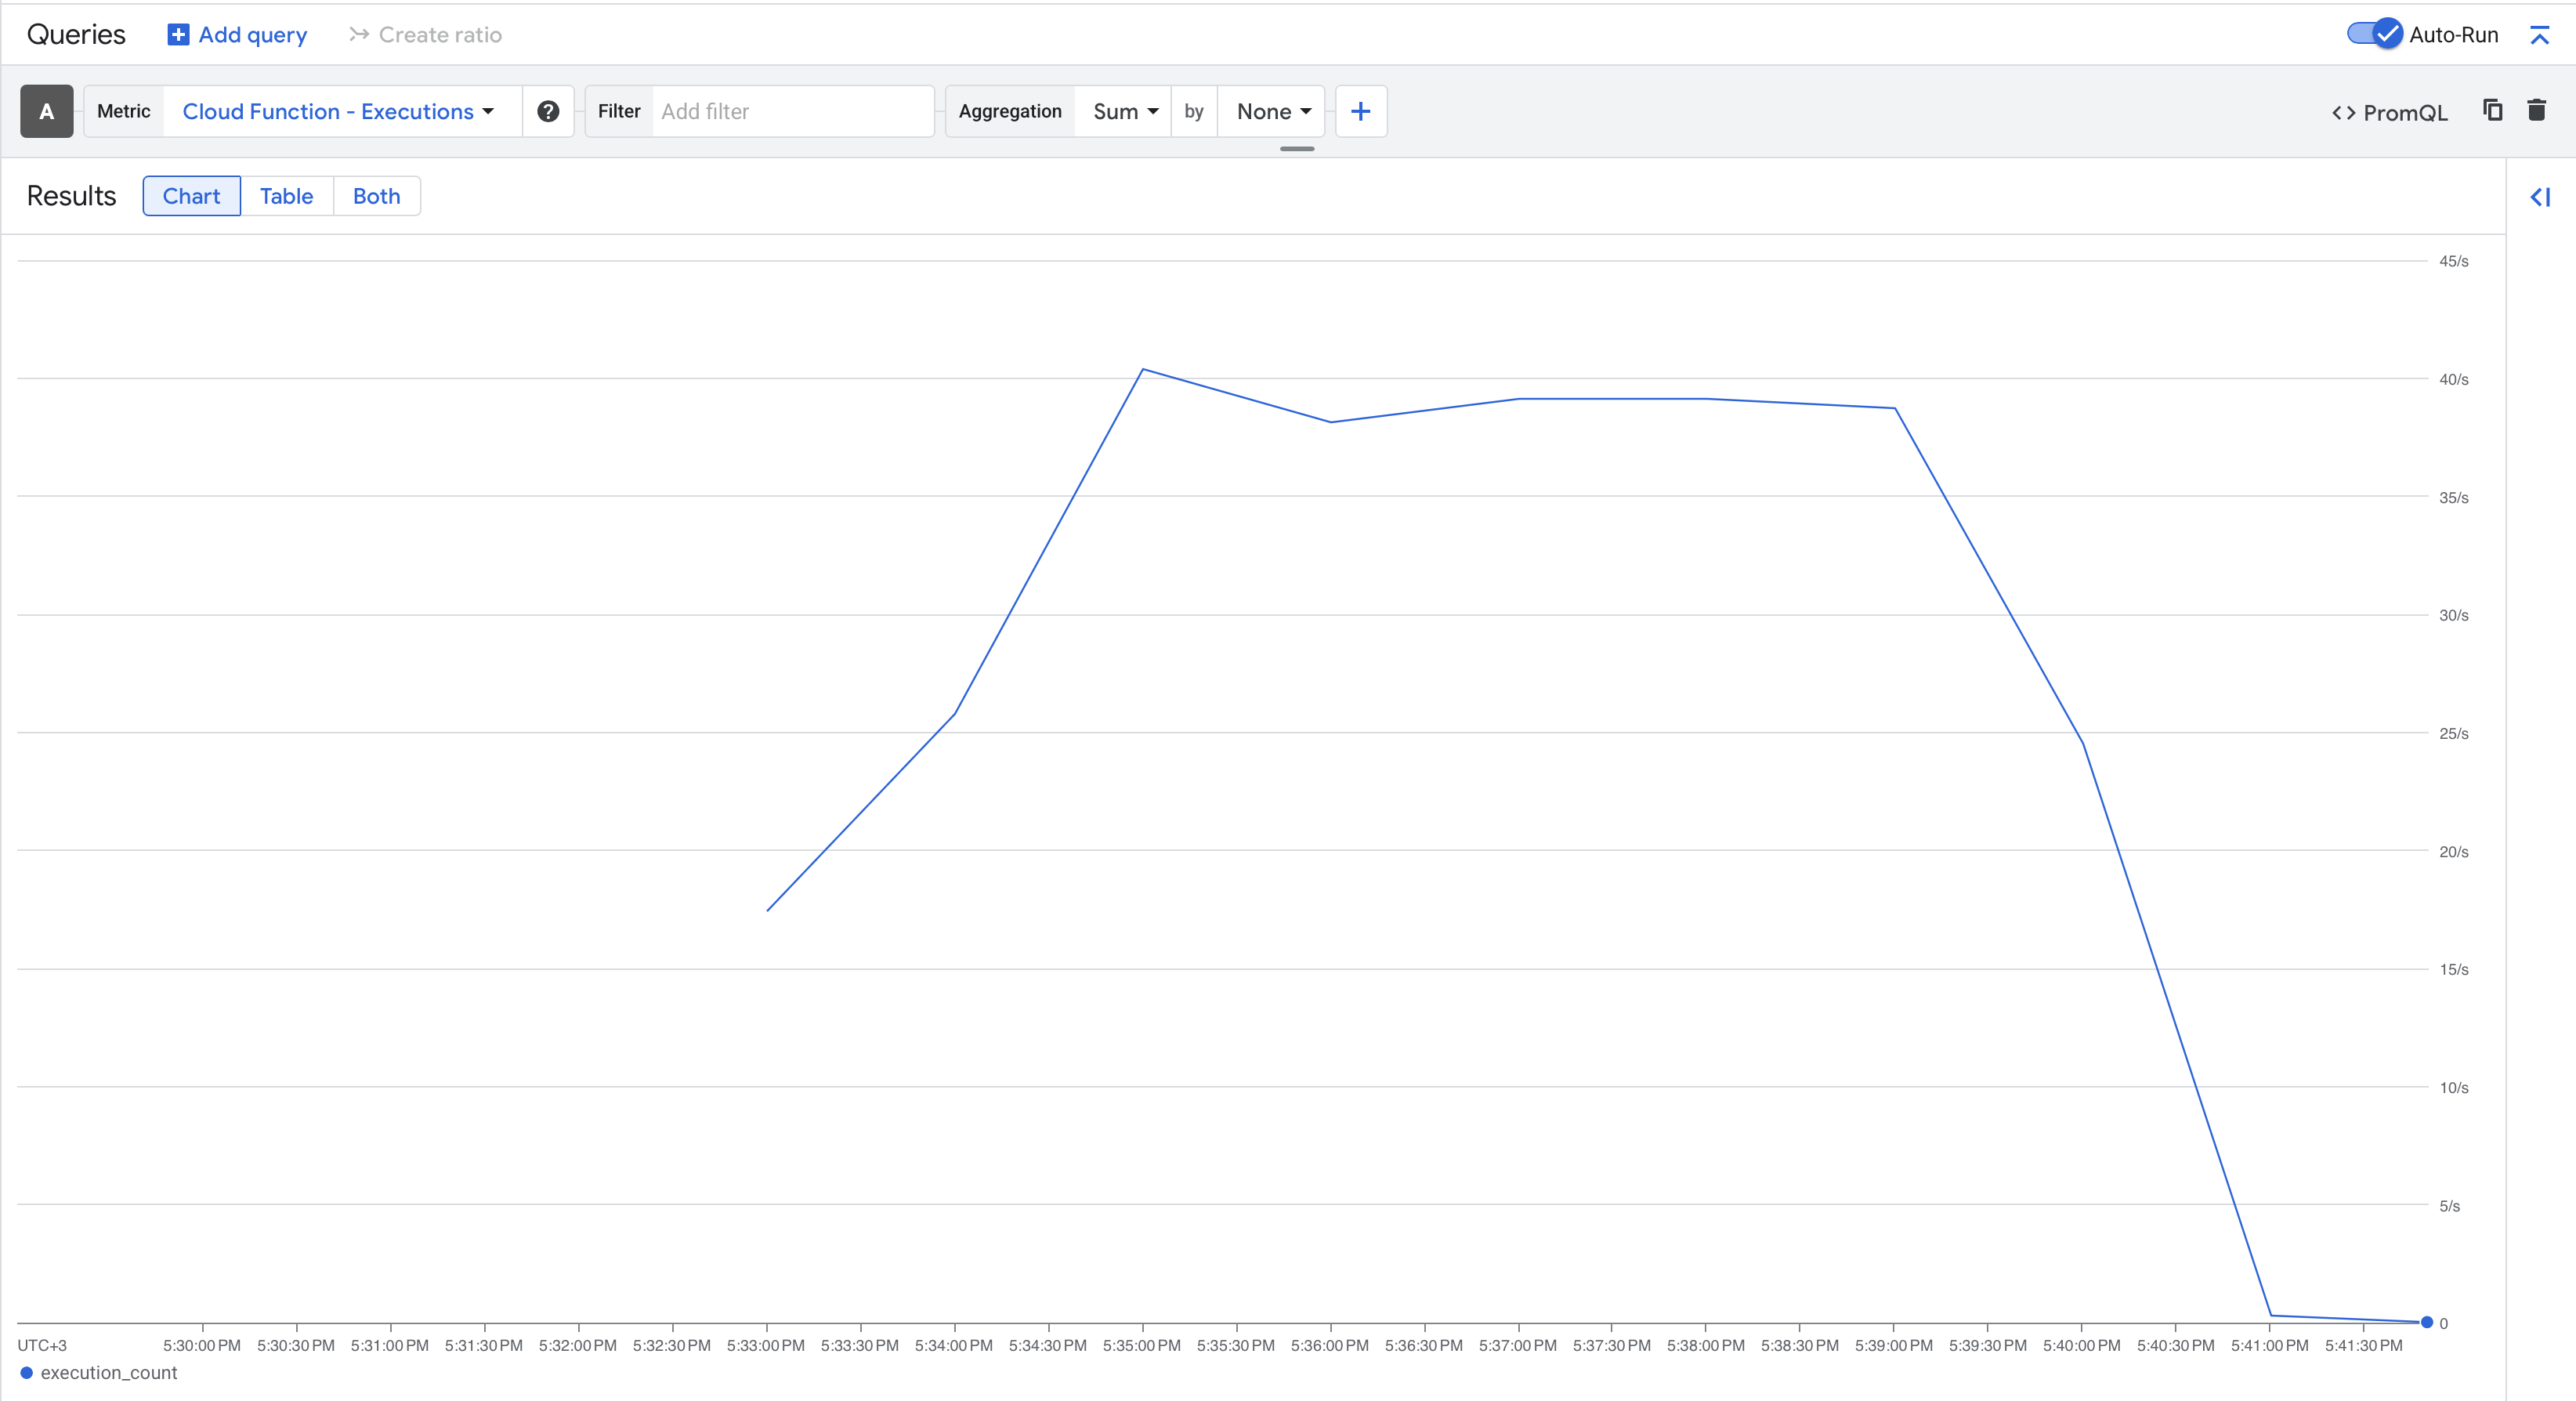 Queries Add query Create ratio Auto-Run
A Metric Cloud Function - Executions ? Filter Add filter Aggregation Sum by None + <> PromQL
Results Chart Table Both
45/s
40/s
35/s
30/s
25/s
20/s
15/s
10/s
5/s
0
UTC+3 5:30:00 PM 5:30:30 PM 5:31:00 PM 5:31:30 PM 5:32:00 PM 5:32:30 PM 5:33:00 PM 5:33:30 PM 5:34:00 PM 5:34:30 PM 5:35:00 PM 5:35:30 PM 5:36:00 PM 5:36:30 PM 5:37:00 PM 5:37:30 PM 5:38:00 PM 5:38:30 PM 5:39:00 PM 5:39:30 PM 5:40:00 PM 5:40:30 PM 5:41:00 PM 5:41:30 PM
execution_count